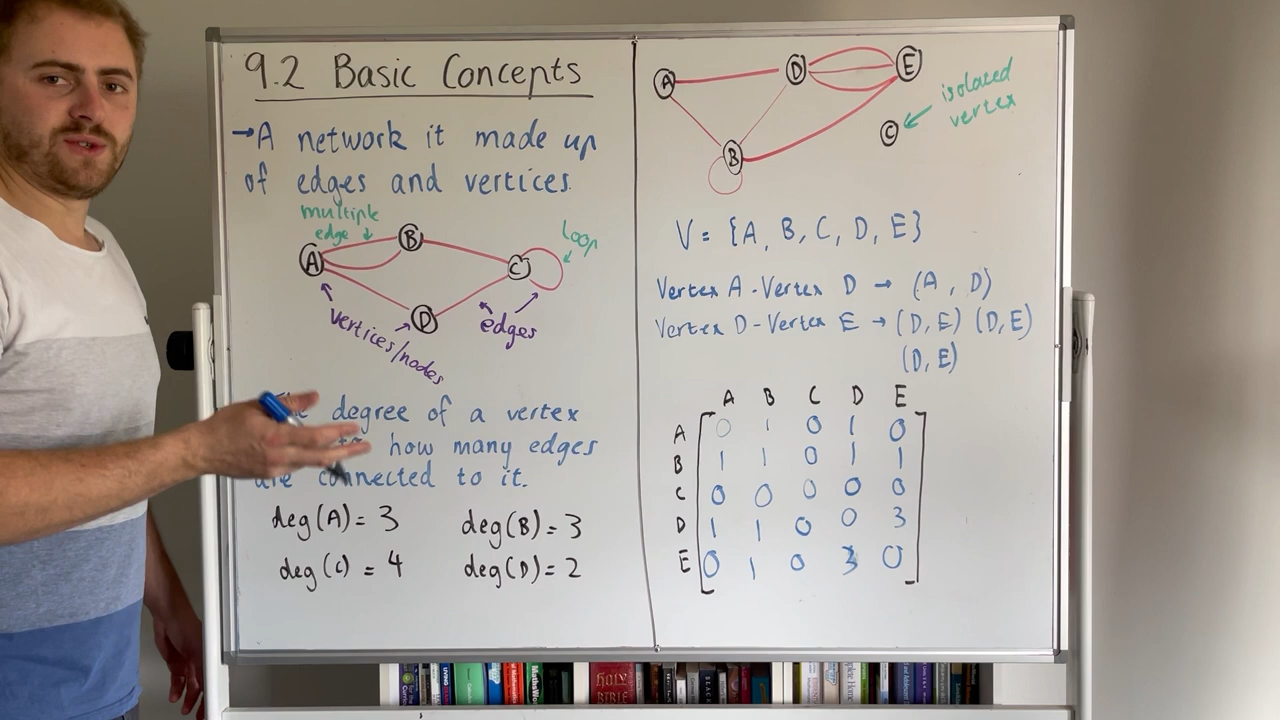 9.2 Basic Concepts
→A network it made up
of edges and vertices.
multiple
edge
A
B
C
D
loop
vertices/nodes
edges
degree of a vertex
how many edges
are connected to it.
deg(A) = 3
deg(B) = 3
deg(C) = 4
deg(D) = 2
A
D
E
B
C
isolated
vertex
V = {A, B, C, D, E}
Vertex A - Vertex D → (A, D)
Vertex D - Vertex E → (D, E) (D, E)
(D, E)
A B C D E
A 0 1 0 1 0
B 1 1 0 1 1
C 0 0 0 0 0
D 1 1 0 0 3
E 0 1 0 3 0
HOLY
BIBLE